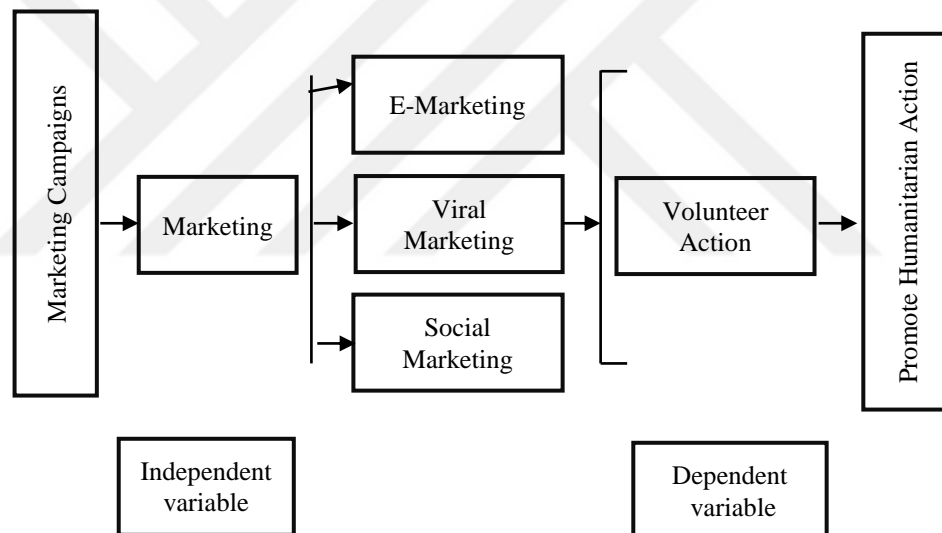 Marketing Campaigns
Marketing
E-Marketing
Viral
Marketing
Social
Marketing
Volunteer
Action
Promote Humanitarian Action
Independent
variable
Dependent
variable